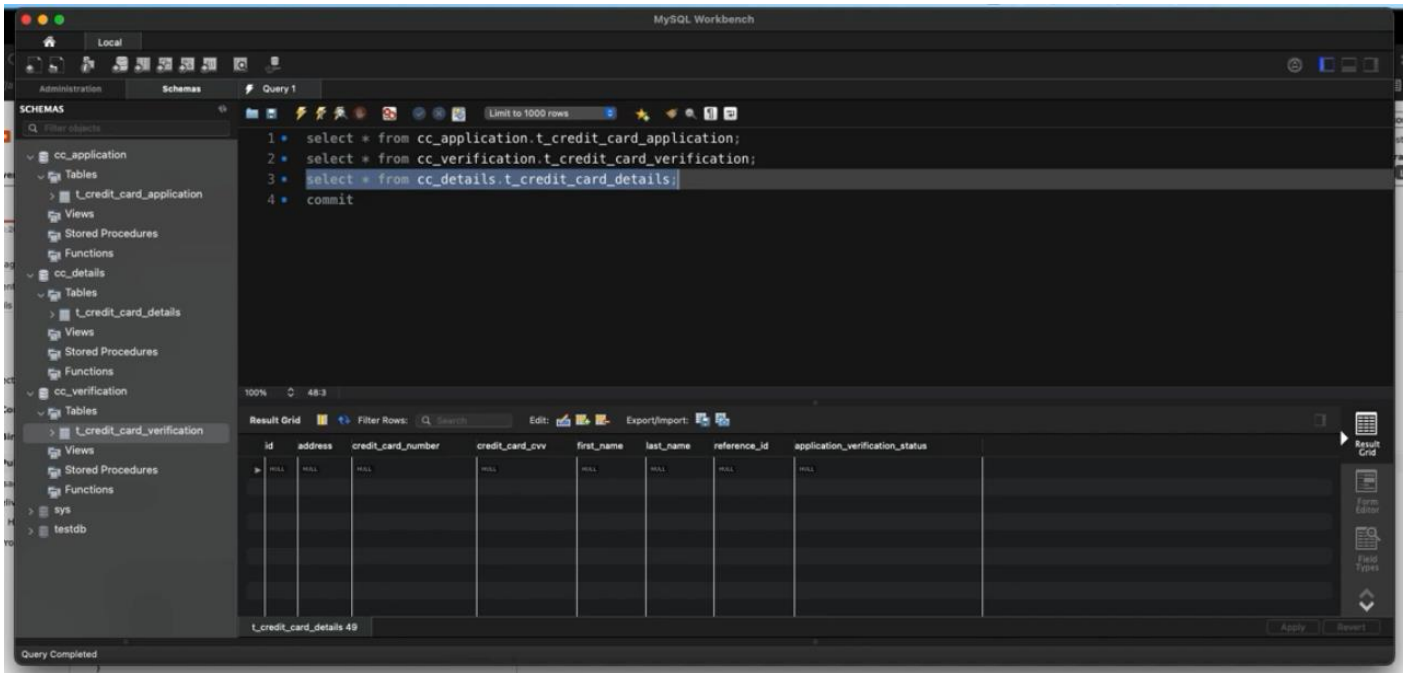 MySQL Workbench
Local
Administration
Schemas
Query 1
SCHEMAS
Filter objects
Limit to 1000 rows
cc_application
Tables
t_credit_card_application
Views
Stored Procedures
Functions
cc_details
Tables
t_credit_card_details
Views
Stored Procedures
Functions
cc_verification
Tables
t_credit_card_verification
Views
Stored Procedures
Functions
sys
testdb
1 select * from cc_application.t_credit_card_application;
2 select * from cc_verification.t_credit_card_verification;
3 select * from cc_details.t_credit_card_details;
4 commit
100% 48:3
Result Grid Filter Rows: Search Edit: Export/Import:
id address credit_card_number credit_card_cvv first_name last_name reference_id application_verification_status
NULL NULL NULL NULL NULL NULL NULL NULL
Result
Grid
Form
Editor
Field
Types
t_credit_card_details 49
Apply Revert
Query Completed